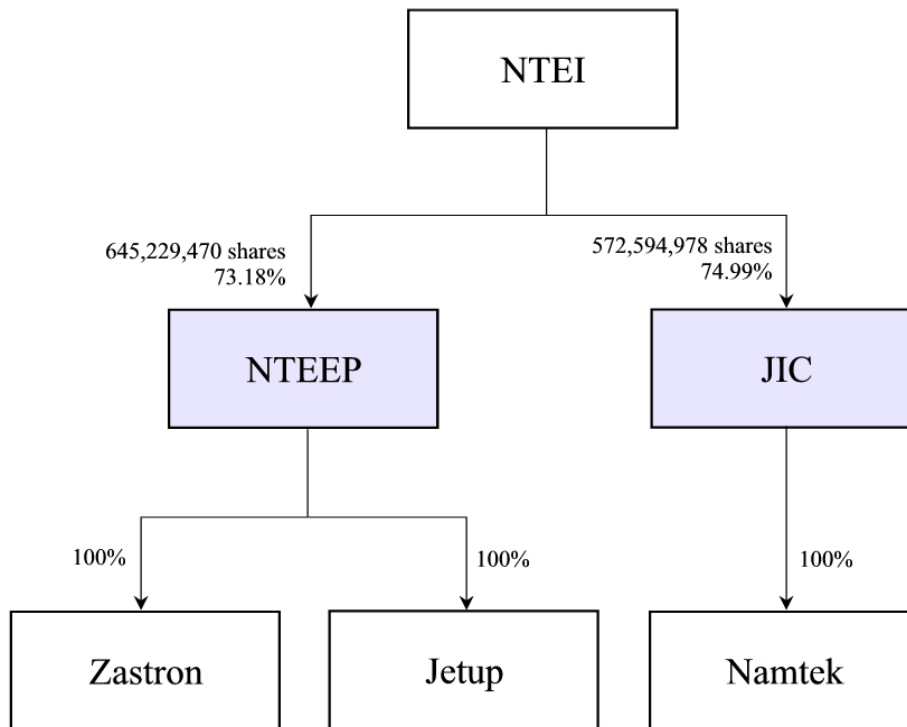 NTEI
645,229,470 shares
73.18%
572,594,978 shares
74.99%
NTEEP
JIC
100%
100%
100%
Zastron
Jetup
Namtek